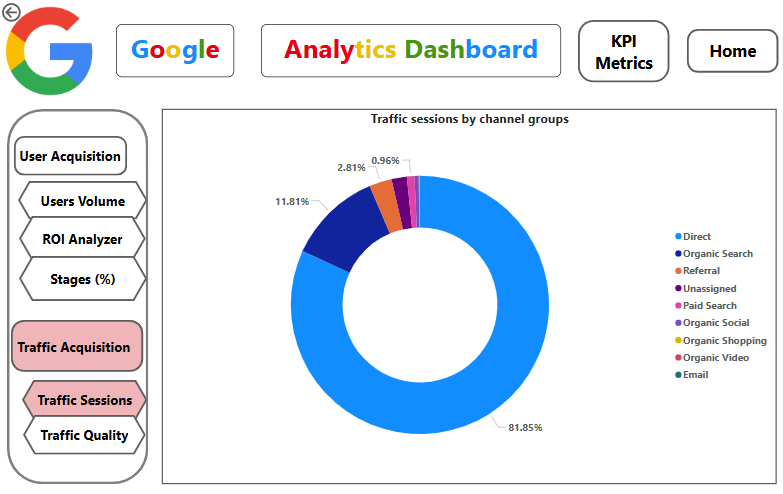 Google
Analytics Dashboard
KPI
Metrics
Home
User Acquisition
Users Volume
ROI Analyzer
Stages (%)
Traffic Acquisition
Traffic Sessions
Traffic Quality
Traffic sessions by channel groups
0.96%
2.81%
11.81%
81.85%
Direct
Organic Search
Referral
Unassigned
Paid Search
Organic Social
Organic Shopping
Organic Video
Email